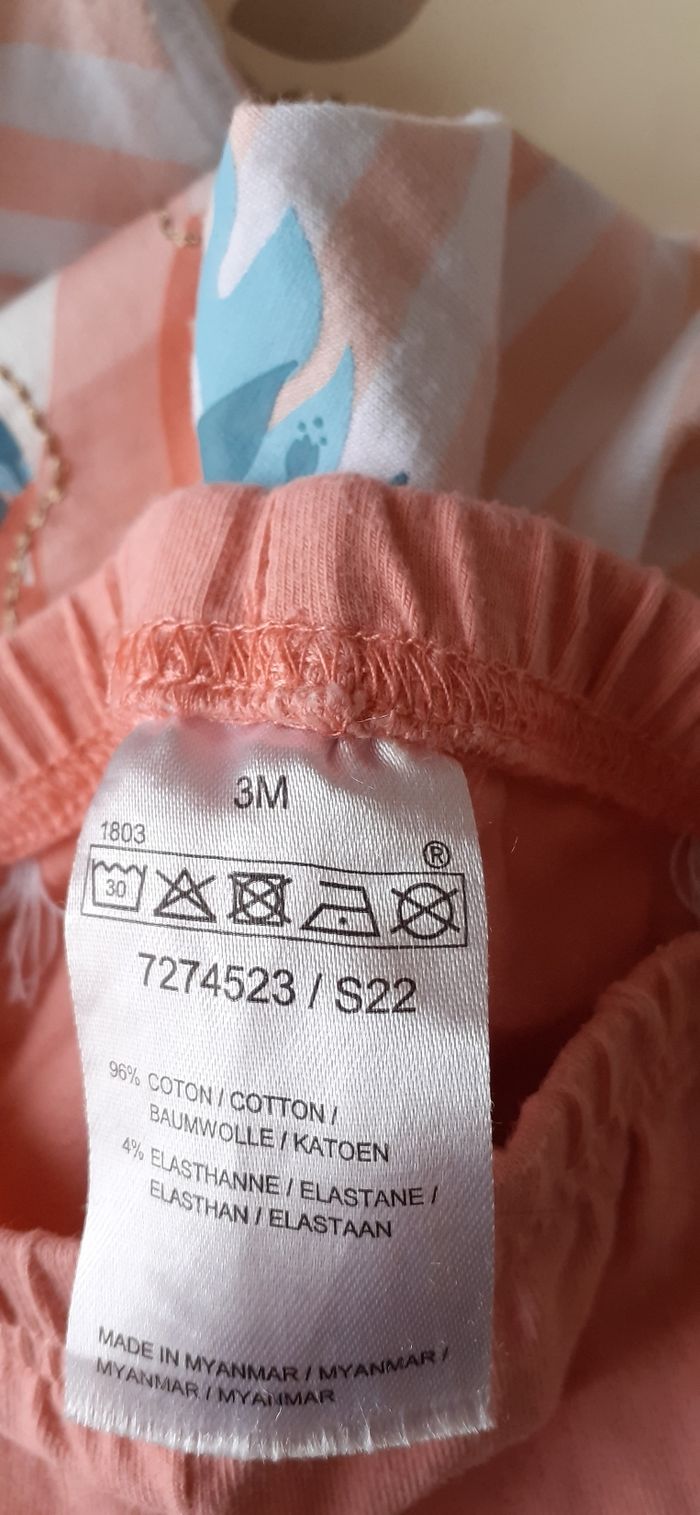 3M
1803
®
30
7274523 / S22
96% COTON / COTTON /
BAUMWOLLE / KATOEN
4% ELASTHANNE / ELASTANE /
ELASTHAN / ELASTAAN
MADE IN MYANMAR / MYANMAR /
MYANMAR / MYANMAR